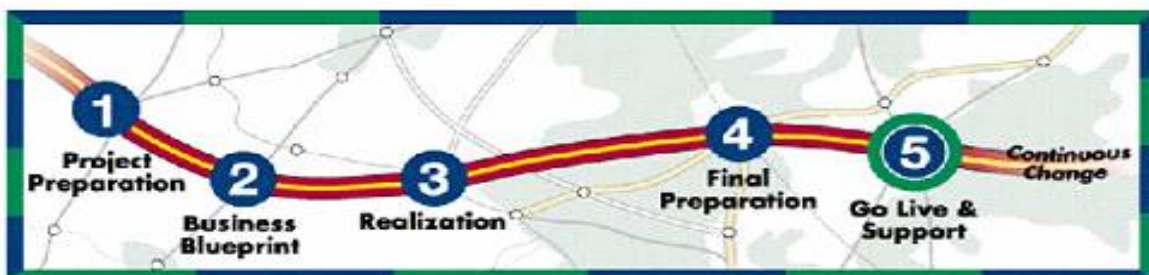 1
Project
Preparation
2
Business
Blueprint
3
Realization
4
Final
Preparation
5
Go Live &
Support
Continuous
Change